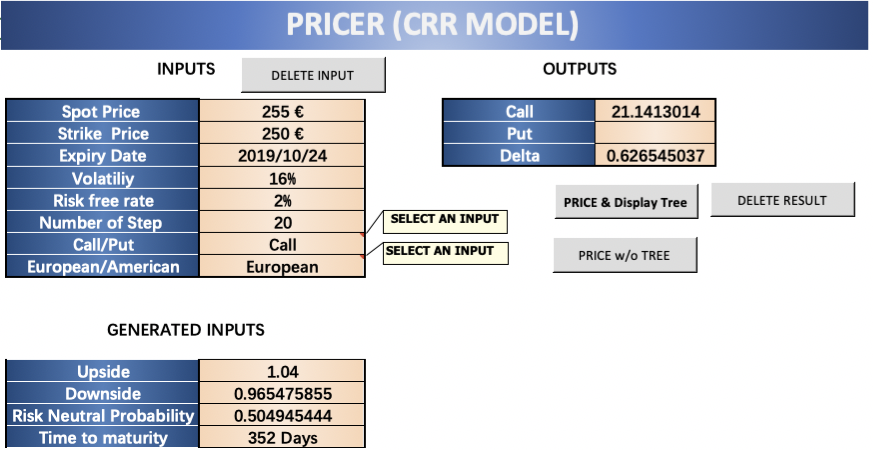 PRICER (CRR MODEL)
INPUTS
DELETE INPUT
OUTPUTS
Spot Price 255 €
Strike Price 250 €
Expiry Date 2019/10/24
Volatiliy 16%
Risk free rate 2%
Number of Step 20
Call/Put Call
European/American European
SELECT AN INPUT
SELECT AN INPUT
Call 21.1413014
Put
Delta 0.626545037
PRICE & Display Tree
DELETE RESULT
PRICE w/o TREE
GENERATED INPUTS
Upside 1.04
Downside 0.965475855
Risk Neutral Probability 0.504945444
Time to maturity 352 Days